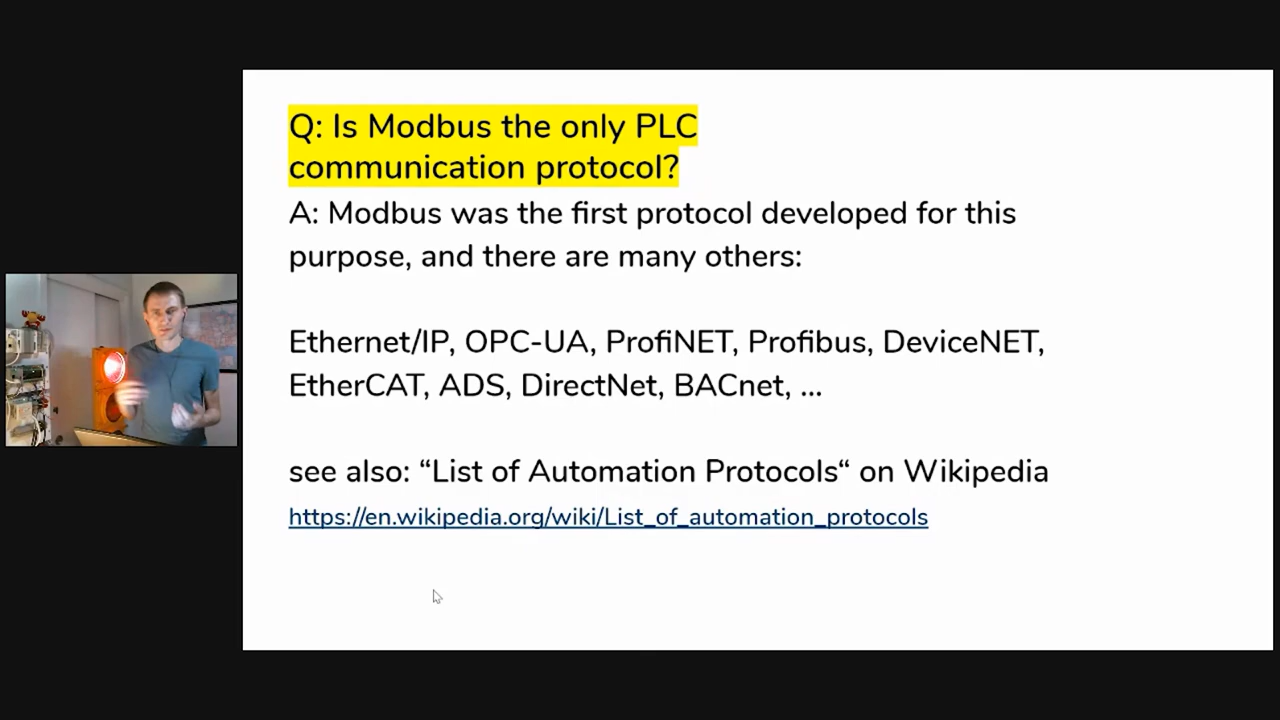 Q: Is Modbus the only PLC
communication protocol?
A: Modbus was the first protocol developed for this
purpose, and there are many others:
Ethernet/IP, OPC-UA, ProfiNET, Profibus, DeviceNET,
EtherCAT, ADS, DirectNet, BACnet, ...
see also: “List of Automation Protocols“ on Wikipedia
https://en.wikipedia.org/wiki/List_of_automation_protocols